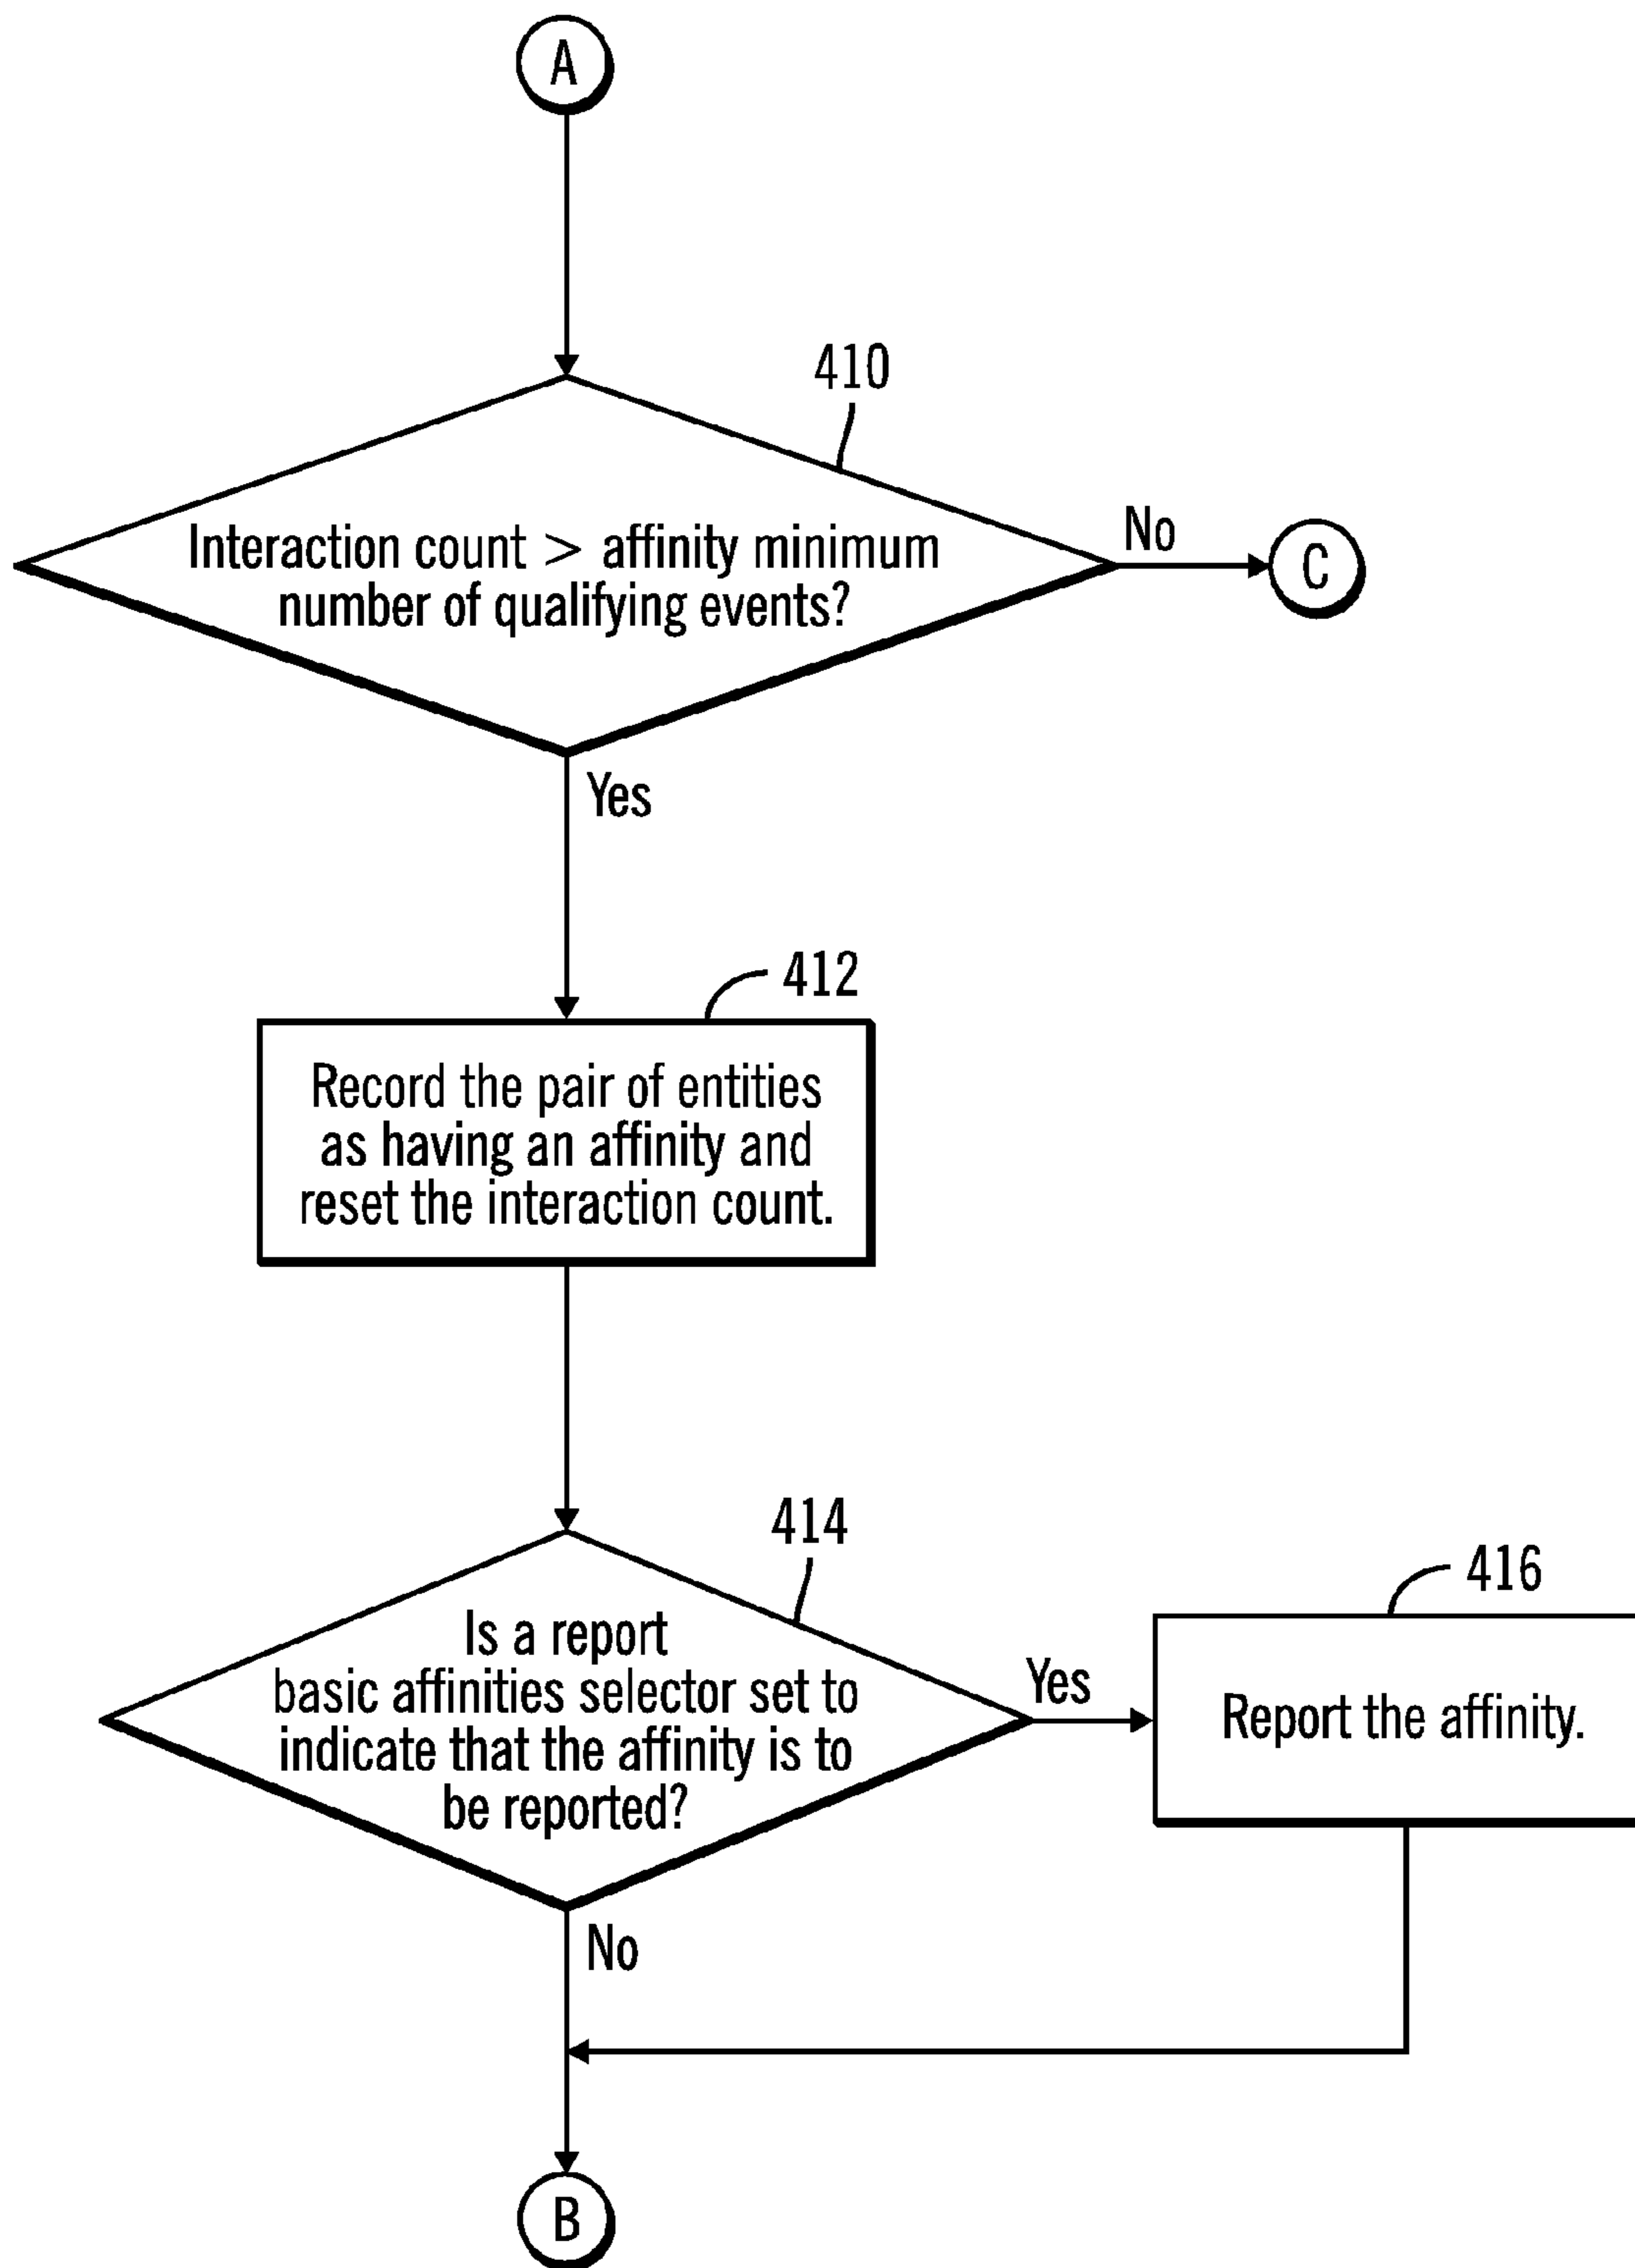 A
410
Interaction count > affinity minimum
number of qualifying events?
No
C
Yes
412
Record the pair of entities
as having an affinity and
reset the interaction count.
414
Is a report
basic affinities selector set to
indicate that the affinity is to
be reported?
Yes
416
Report the affinity.
No
B